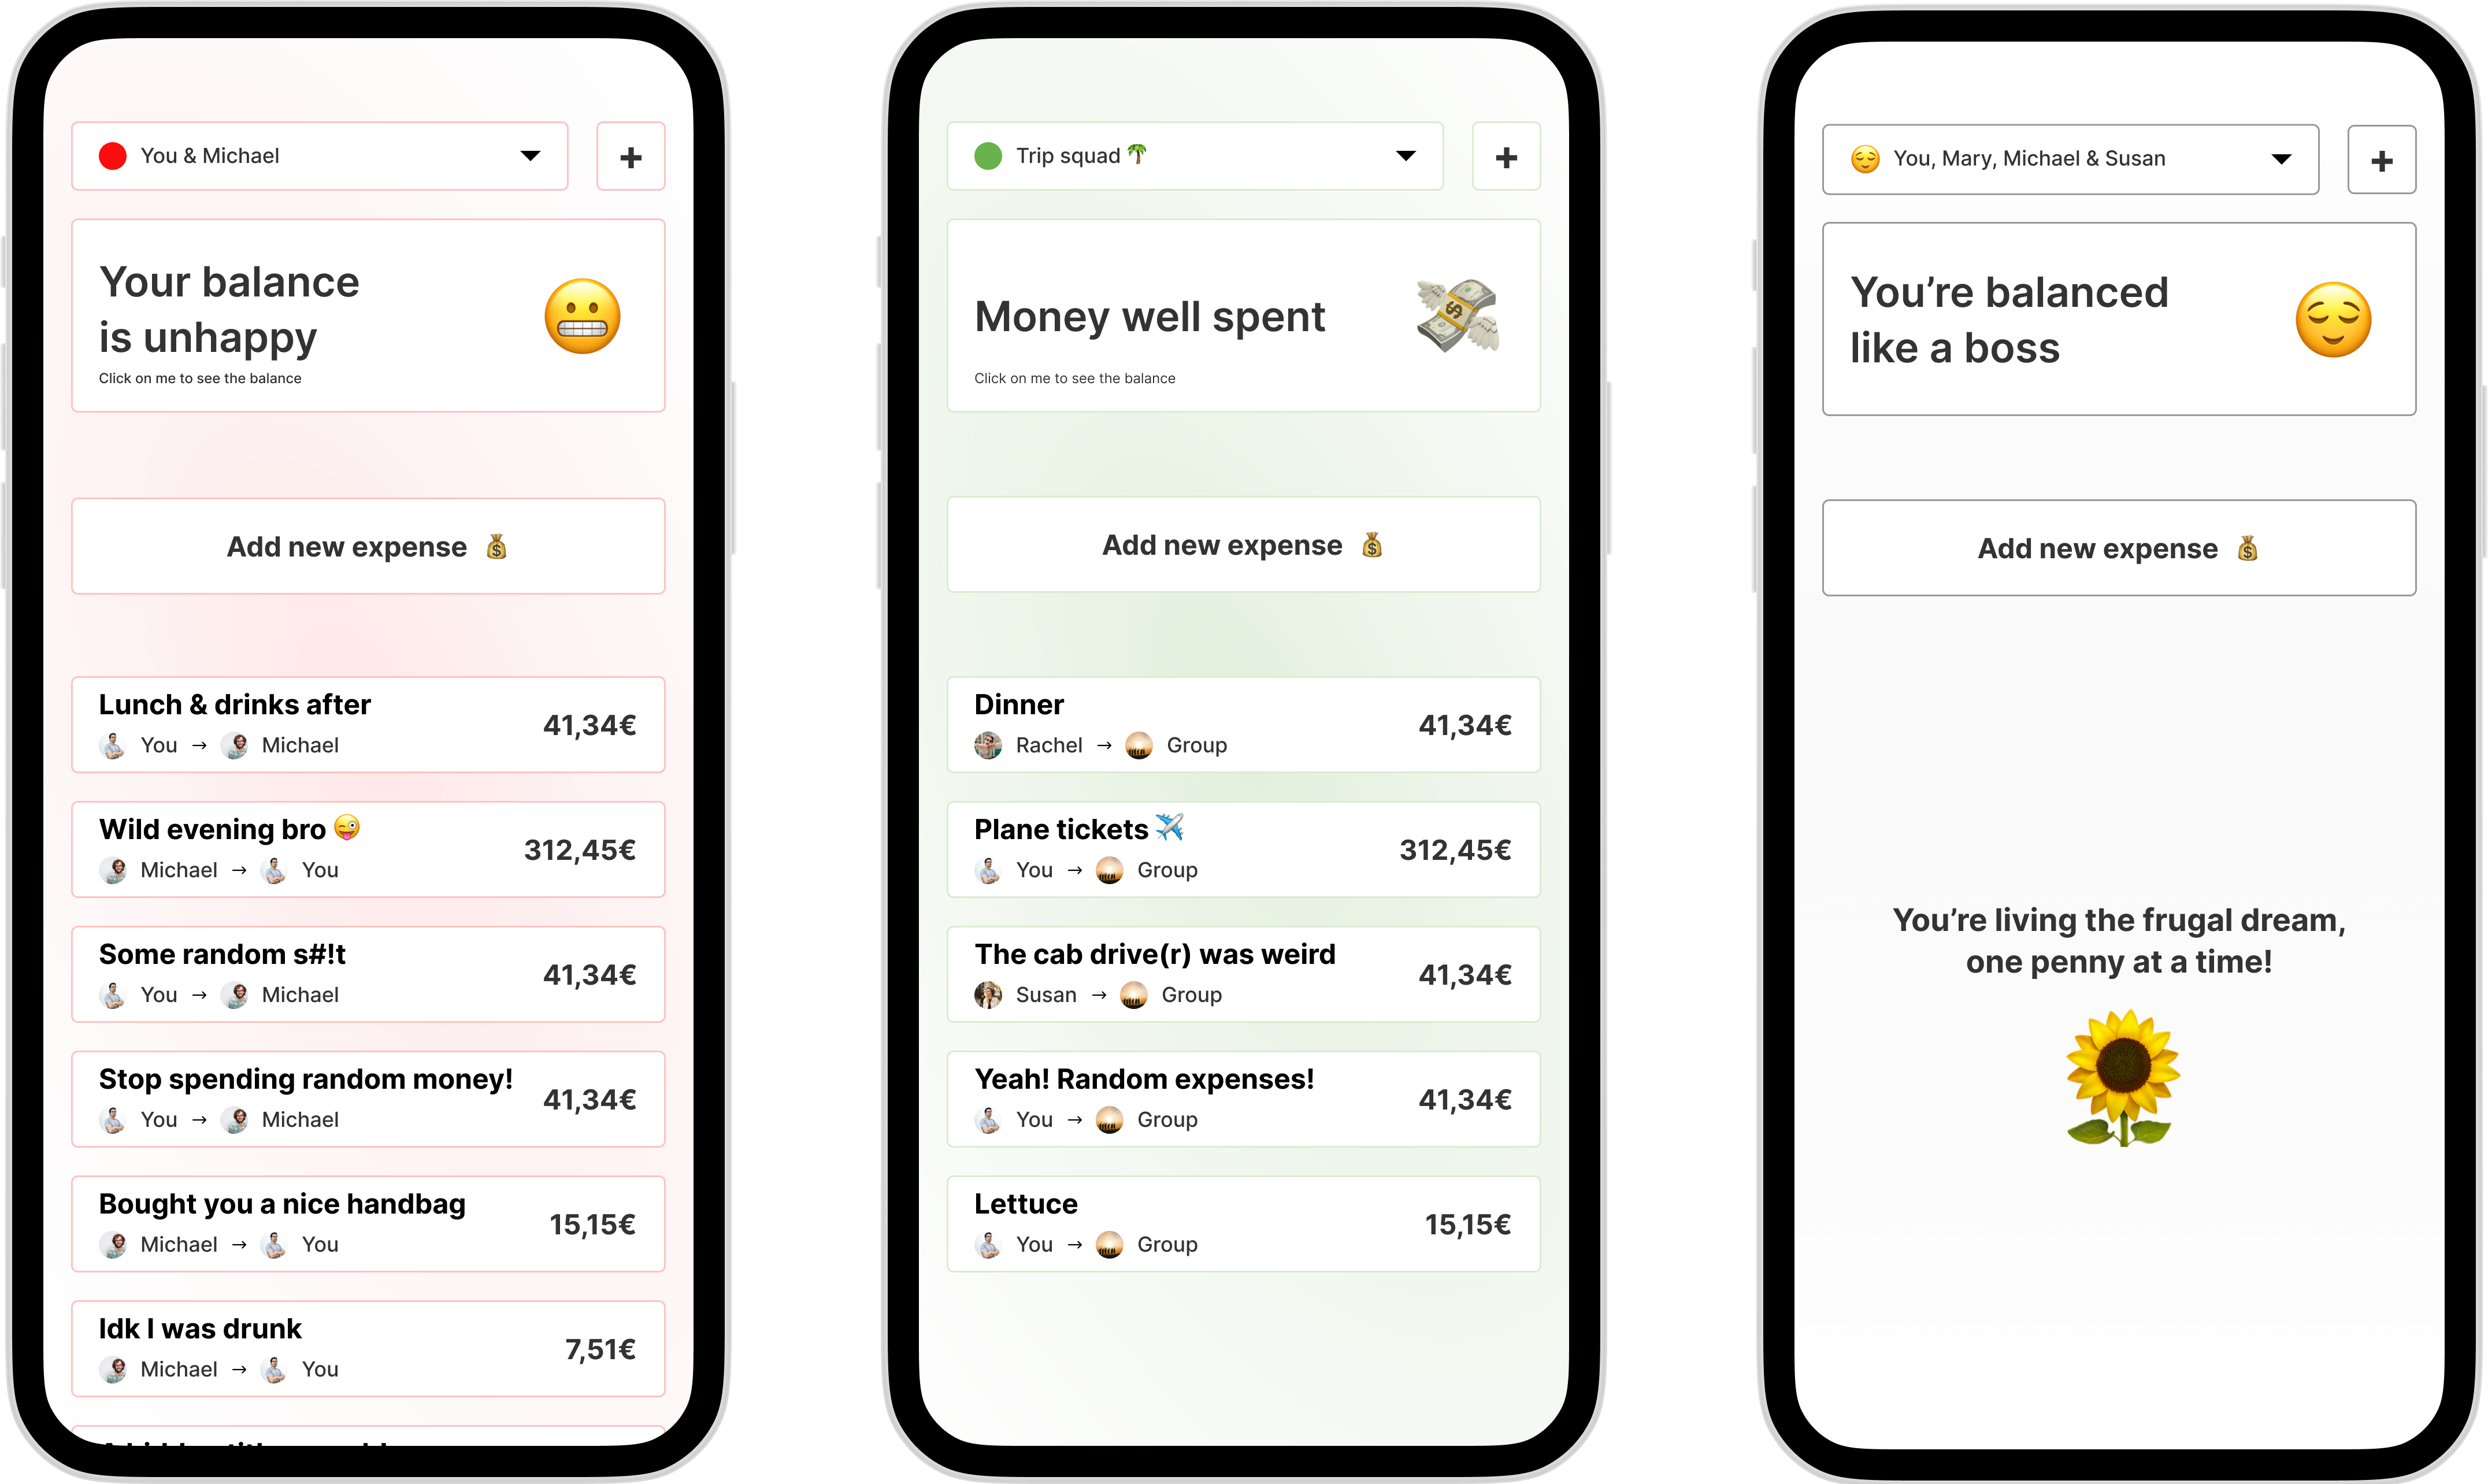 You & Michael
+
Your balance
is unhappy
Click on me to see the balance
Add new expense 💰
Lunch & drinks after
41,34€
You → Michael
Wild evening bro 😜
312,45€
Michael → You
Some random s#!t
41,34€
You → Michael
Stop spending random money!
41,34€
You → Michael
Bought you a nice handbag
15,15€
Michael → You
Idk I was drunk
7,51€
Michael → You
Trip squad 🌴
+
Money well spent
Click on me to see the balance
Add new expense 💰
Dinner
41,34€
Rachel → Group
Plane tickets ✈️
312,45€
You → Group
The cab drive(r) was weird
41,34€
Susan → Group
Yeah! Random expenses!
41,34€
You → Group
Lettuce
15,15€
You → Group
You, Mary, Michael & Susan
+
You’re balanced
like a boss
Add new expense 💰
You’re living the frugal dream,
one penny at a time!